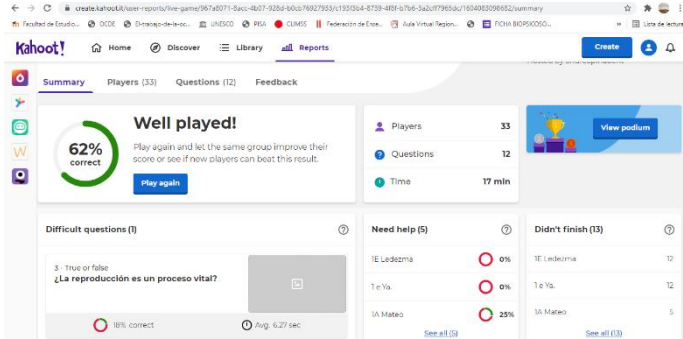 create.kahoot.it/user-reports/live-game/
Facultad de Estudio... OCDE El-trabajo-de-la-oc... UNESCO PISA CLIMSS Federación de Ense... Aula Virtual Region... FICHA BIOPSICOSO... » Lista de lectura
Kahoot! Home Discover Library Reports Create
Summary Players (33) Questions (12) Feedback
Well played!
62% correct
Play again and let the same group improve their
score or see if new players can beat this result.
Play again
Players 33
Questions 12
Time 17 min
View podium
Difficult questions (1)
3 - True or false
¿La reproducción es un proceso vital?
18% correct Avg. 6.27 sec
Need help (5)
1E Ledezma 0%
1 e Ya. 0%
1A Mateo 25%
See all (5)
Didn't finish (13)
1E Ledezma 12
1 e Ya. 12
1A Mateo 5
See all (13)